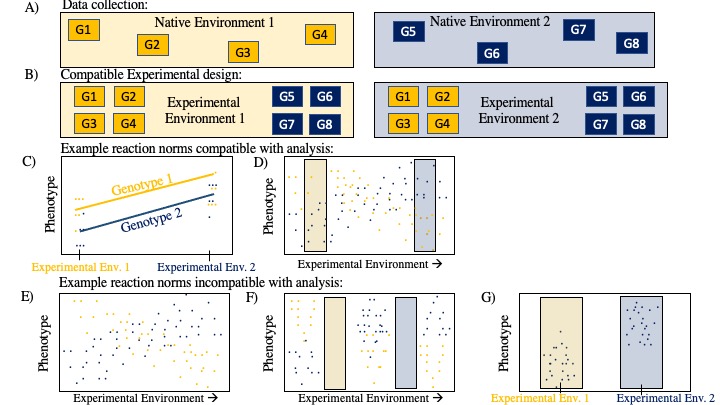 A)
Data collection:
Native Environment 1
G1
G2
G3
G4
Native Environment 2
G5
G6
G7
G8
B)
Compatible Experimental design:
G1 G2
G3 G4
Experimental
Environment 1
G5 G6
G7 G8
G1 G2
G3 G4
Experimental
Environment 2
G5 G6
G7 G8
Example reaction norms compatible with analysis:
C)
Phenotype
Genotype 1
Genotype 2
Experimental Env. 1
Experimental Env. 2
D)
Phenotype
Experimental Environment →
Example reaction norms incompatible with analysis:
E)
Phenotype
Experimental Environment →
F)
Phenotype
Experimental Environment →
G)
Phenotype
Experimental Env. 1
Experimental Env. 2